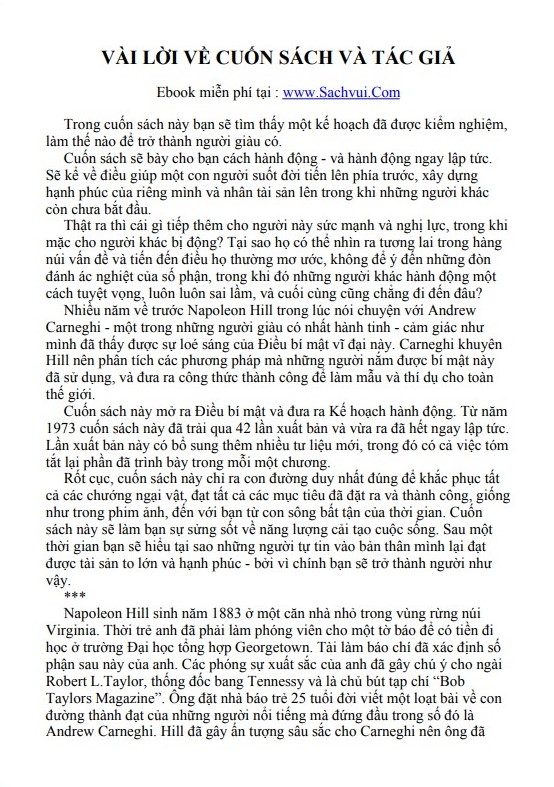 VÀI LỜI VỀ CUỐN SÁCH VÀ TÁC GIẢ
Ebook miễn phí tại : www.Sachvui.Com
Trong cuốn sách này bạn sẽ tìm thấy một kế hoạch đã được kiểm nghiệm,
làm thế nào để trở thành người giàu có.
Cuốn sách sẽ bày cho bạn cách hành động - và hành động ngay lập tức.
Sẽ kể về điều giúp một con người suốt đời tiến lên phía trước, xây dựng
hạnh phúc của riêng mình và nhân tài sản lên trong khi những người khác
còn chưa bắt đầu.
Thật ra thì cái gì tiếp thêm cho người này sức mạnh và nghị lực, trong khi
mặc cho người khác bị động? Tại sao họ có thể nhìn ra tương lai trong hàng
núi vấn đề và tiến đến điều họ thường mơ ước, không để ý đến những đòn
đánh ác nghiệt của số phận, trong khi đó những người khác hành động một
cách tuyệt vọng, luôn luôn sai lầm, và cuối cùng cũng chẳng đi đến đâu?
Nhiều năm về trước Napoleon Hill trong lúc nói chuyện với Andrew
Carneghi - một trong những người giàu có nhất hành tinh - cảm giác như
mình đã thấy được sự loé sáng của Điều bí mật vĩ đại này. Carneghi khuyên
Hill nên phân tích các phương pháp mà những người nắm được bí mật này
đã sử dụng, và đưa ra công thức thành công để làm mẫu và thí dụ cho toàn
thế giới.
Cuốn sách này mở ra Điều bí mật và đưa ra Kế hoạch hành động. Từ năm
1973 cuốn sách này đã trải qua 42 lần xuất bản và vừa ra đã hết ngay lập tức.
Lần xuất bản này có bổ sung thêm nhiều tư liệu mới, trong đó có cả việc tóm
tắt lại phần đã trình bày trong mỗi một chương.
Rốt cục, cuốn sách này chỉ ra con đường duy nhất đúng để khắc phục tất
cả các chướng ngại vật, đạt tất cả các mục tiêu đã đặt ra và thành công, giống
như trong phim ảnh, đến với bạn từ con sông bất tận của thời gian. Cuốn
sách này sẽ làm bạn sự sửng sốt về năng lượng cải tạo cuộc sống. Sau một
thời gian bạn sẽ hiểu tại sao những người tự tin vào bản thân mình lại đạt
được tài sản to lớn và hạnh phúc - bởi vì chính bạn sẽ trở thành người như
vậy.
***
Napoleon Hill sinh năm 1883 ở một căn nhà nhỏ trong vùng rừng núi
Virginia. Thời trẻ anh đã phải làm phóng viên cho một tờ báo để có tiền đi
học ở trường Đại học tổng hợp Georgetown. Tài làm báo chí đã xác định số
phận sau này của anh. Các phóng sự xuất sắc của anh đã gây chú ý cho ngài
Robert L.Taylor, thống đốc bang Tennessy và là chủ bút tạp chí “Bob
Taylors Magazine”. Ông đặt nhà báo trẻ 25 tuổi đời viết một loạt bài về con
đường thành đạt của những người nổi tiếng mà đứng đầu trong số đó là
Andrew Carneghi. Hill đã gây ấn tượng sâu sắc cho Carneghi nên ông đã